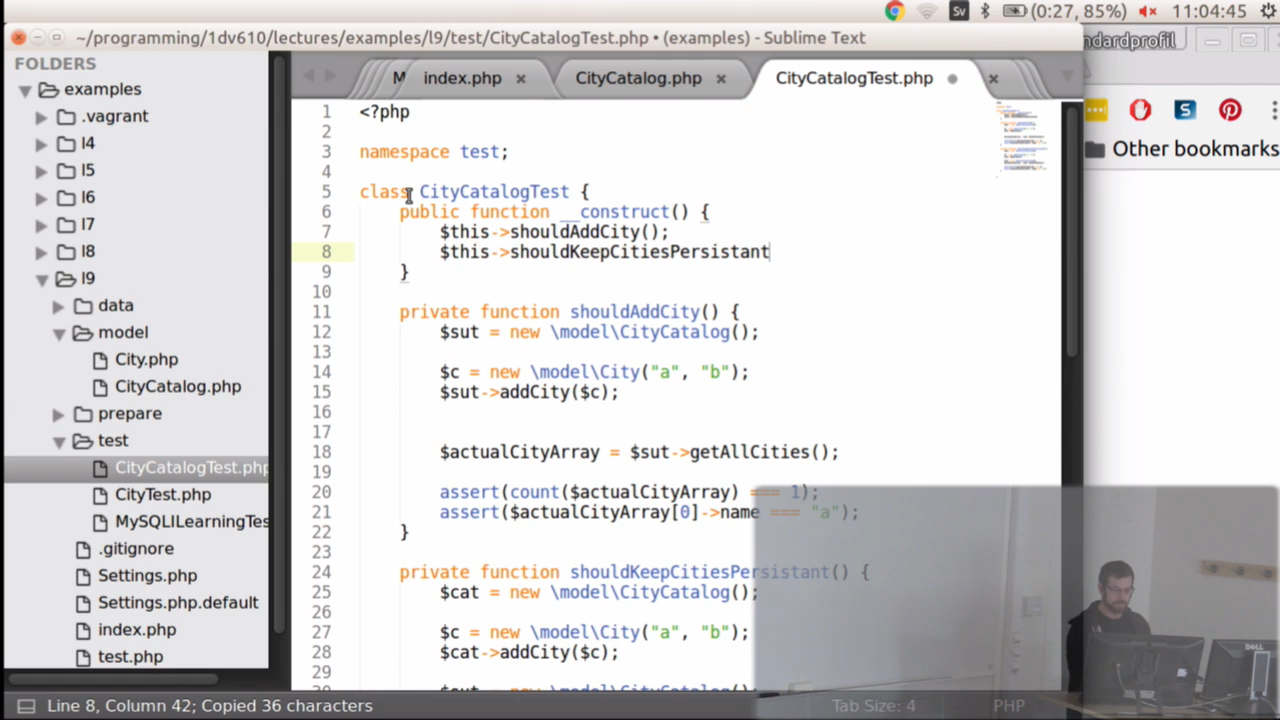 Sv (0:27, 85%) 11:04:45
~/programming/1dv610/lectures/examples/l9/test/CityCatalogTest.php • (examples) - Sublime Text
ndardprofil
FOLDERS
examples
.vagrant
l4
l5
l6
l7
l8
l9
data
model
City.php
CityCatalog.php
prepare
test
CityCatalogTest.php
CityTest.php
MySQLILearningTes
.gitignore
Settings.php
Settings.php.default
index.php
test.php
M index.php × CityCatalog.php × CityCatalogTest.php ×
Other bookmarks
1 <?php
2
3 namespace test;
4
5 class CityCatalogTest {
6 public function __construct() {
7 $this->shouldAddCity();
8 $this->shouldKeepCitiesPersistant
9 }
10
11 private function shouldAddCity() {
12 $sut = new \model\CityCatalog();
13
14 $c = new \model\City("a", "b");
15 $sut->addCity($c);
16
17
18 $actualCityArray = $sut->getAllCities();
19
20 assert(count($actualCityArray) === 1);
21 assert($actualCityArray[0]->name === "a");
22 }
23
24 private function shouldKeepCitiesPersistant() {
25 $cat = new \model\CityCatalog();
26
27 $c = new \model\City("a", "b");
28 $cat->addCity($c);
29
DELL
Line 8, Column 42; Copied 36 characters Tab Size: 4 PHP